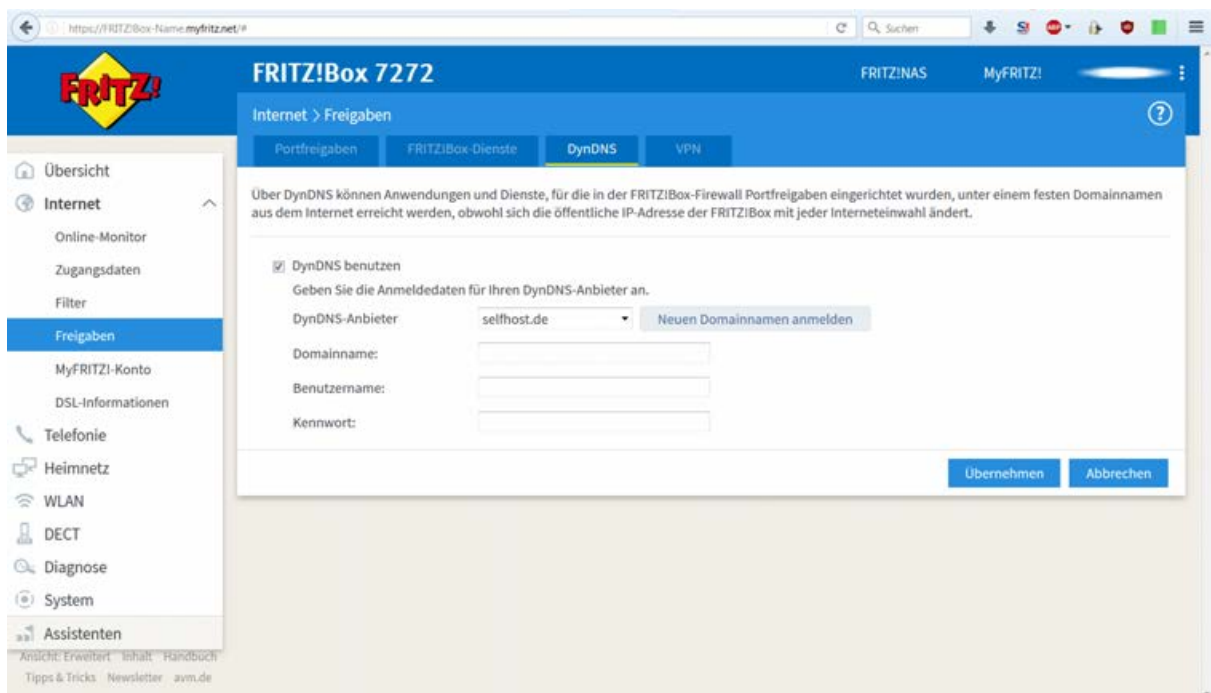 https://FRITZ!Box-Name.myfritz.net/#
Suchen
FRITZ!
FRITZ!Box 7272
FRITZ!NAS
MyFRITZ!
Internet > Freigaben
Portfreigaben
FRITZ!Box-Dienste
DynDNS
VPN
Übersicht
Internet
Online-Monitor
Zugangsdaten
Filter
Freigaben
MyFRITZ!-Konto
DSL-Informationen
Telefonie
Heimnetz
WLAN
DECT
Diagnose
System
Assistenten
Ansicht: Erweitert Inhalt Handbuch
Tipps & Tricks Newsletter avm.de
Über DynDNS können Anwendungen und Dienste, für die in der FRITZ!Box-Firewall Portfreigaben eingerichtet wurden, unter einem festen Domainnamen
aus dem Internet erreicht werden, obwohl sich die öffentliche IP-Adresse der FRITZ!Box mit jeder Interneteinwahl ändert.
DynDNS benutzen
Geben Sie die Anmeldedaten für Ihren DynDNS-Anbieter an.
DynDNS-Anbieter selfhost.de Neuen Domainnamen anmelden
Domainname:
Benutzername:
Kennwort:
Übernehmen
Abbrechen